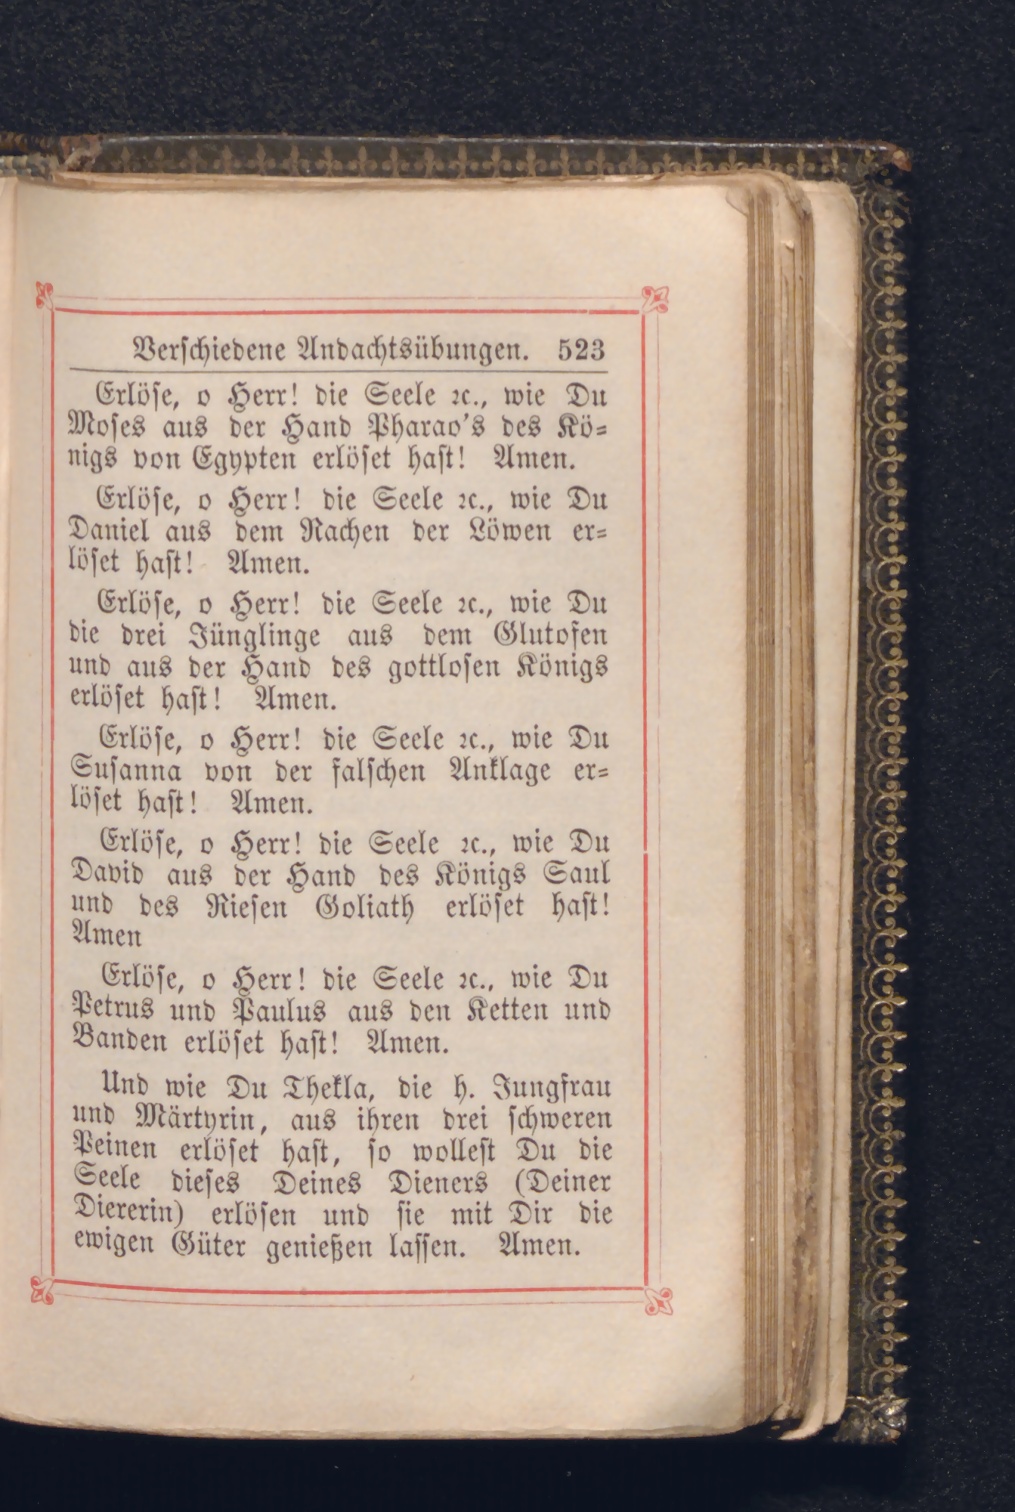 Verschiedene Andachtsübungen. 523
Erlöse, o Herr! die Seele ꝛc., wie Du
Moses aus der Hand Pharao's des Kö-
nigs von Egypten erlöset hast! Amen.
Erlöse, o Herr! die Seele ꝛc., wie Du
Daniel aus dem Rachen der Löwen er-
löset hast! Amen.
Erlöse, o Herr! die Seele ꝛc., wie Du
die drei Jünglinge aus dem Glutofen
und aus der Hand des gottlosen Königs
erlöset hast! Amen.
Erlöse, o Herr! die Seele ꝛc., wie Du
Susanna von der falschen Anklage er-
löset hast! Amen.
Erlöse, o Herr! die Seele ꝛc., wie Du
David aus der Hand des Königs Saul
und des Riesen Goliath erlöset hast!
Amen
Erlöse, o Herr! die Seele ꝛc., wie Du
Petrus und Paulus aus den Ketten und
Banden erlöset hast! Amen.
Und wie Du Thekla, die h. Jungfrau
und Märtyrin, aus ihren drei schweren
Peinen erlöset hast, so wollest Du die
Seele dieses Deines Dieners (Deiner
Diererin) erlösen und sie mit Dir die
ewigen Güter genießen lassen. Amen.